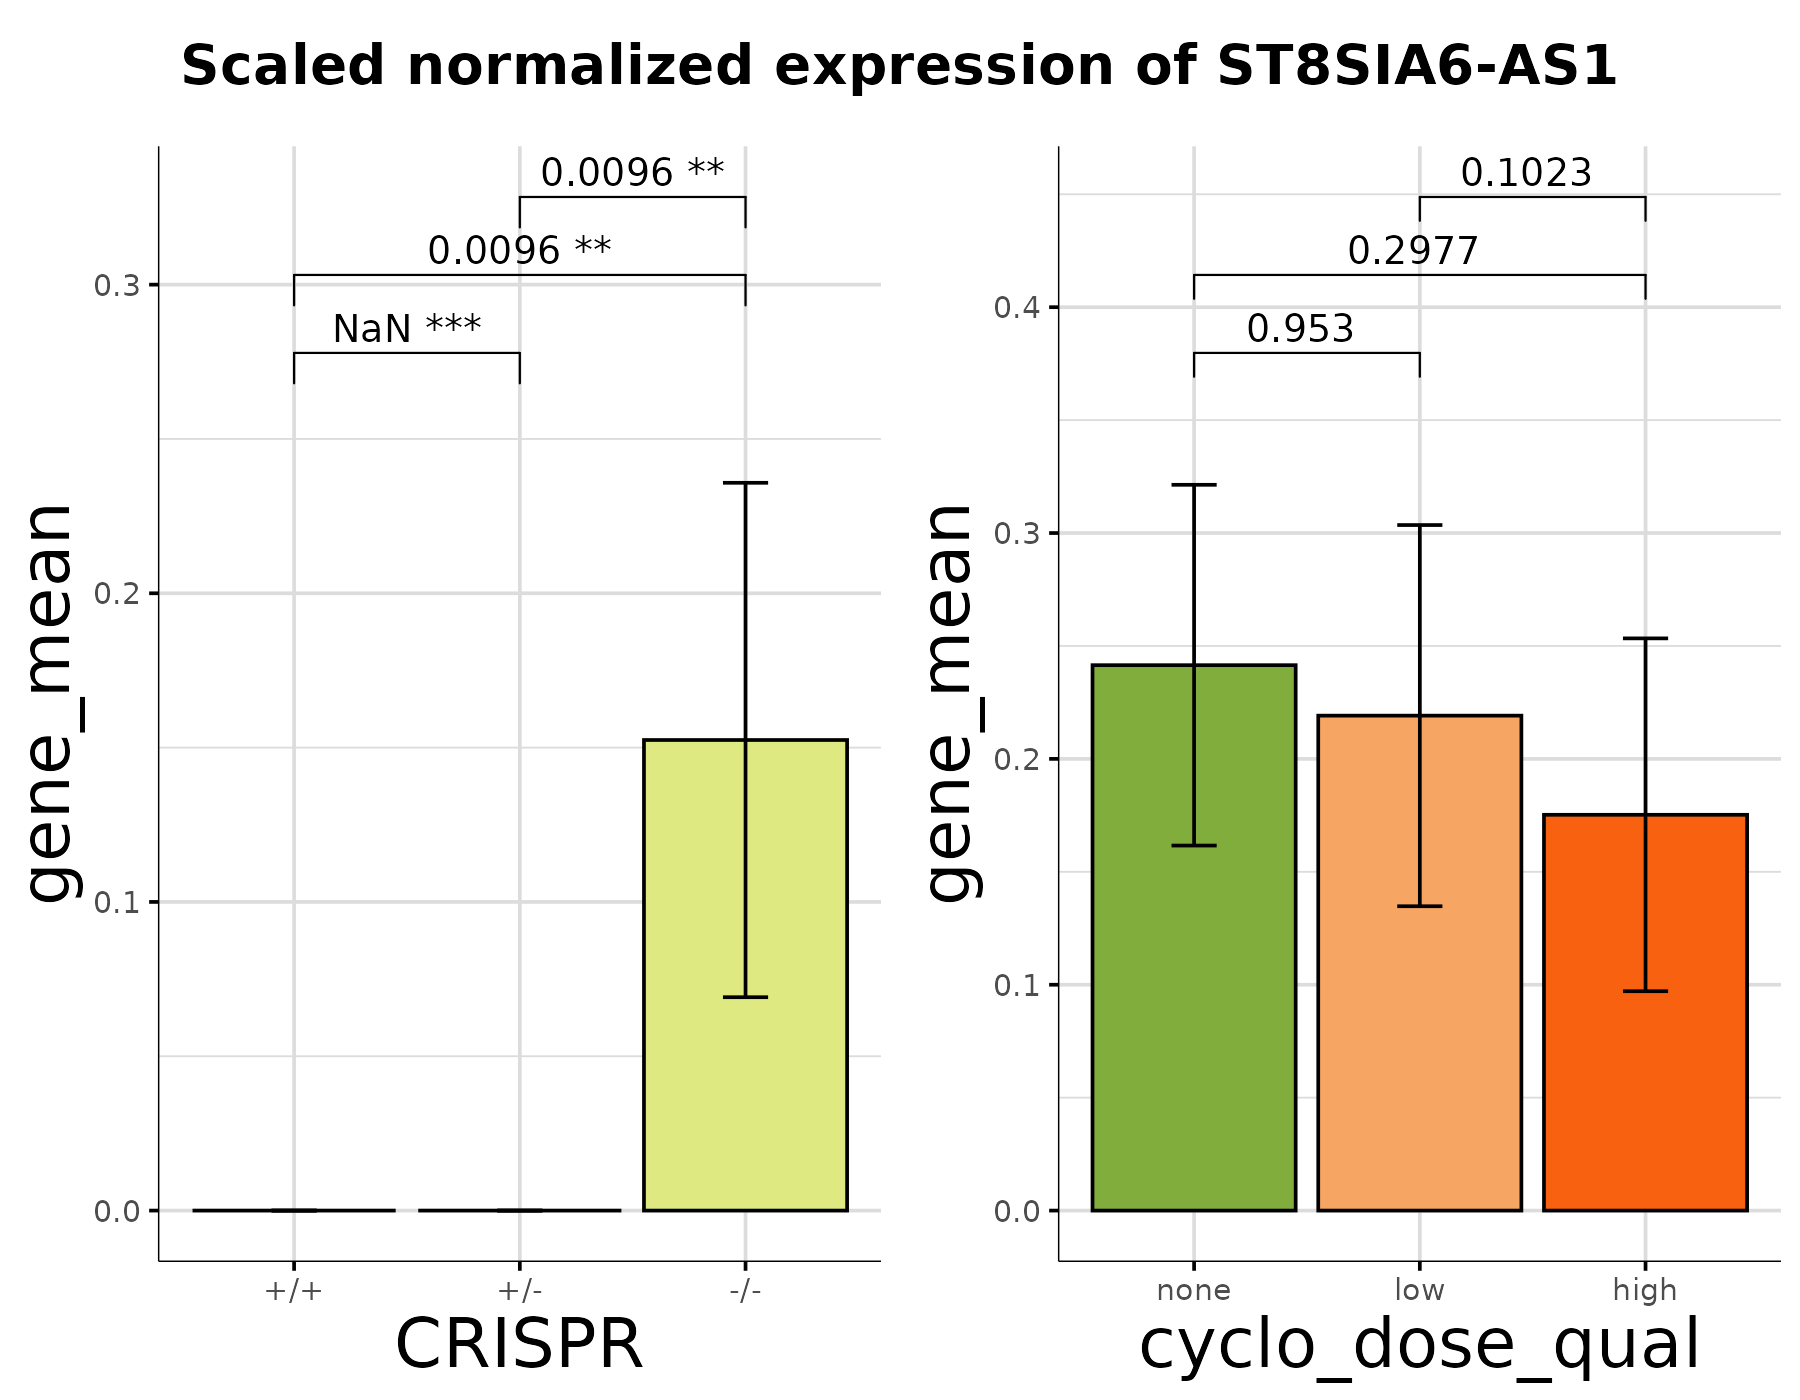 Scaled normalized expression of ST8SIA6-AS1
gene_mean
0.3
0.2
0.1
0.0
0.0096 **
0.0096 **
NaN ***
+/+ +/- -/-
CRISPR
gene_mean
0.4
0.3
0.2
0.1
0.0
0.1023
0.2977
0.953
none low high
cyclo_dose_qual